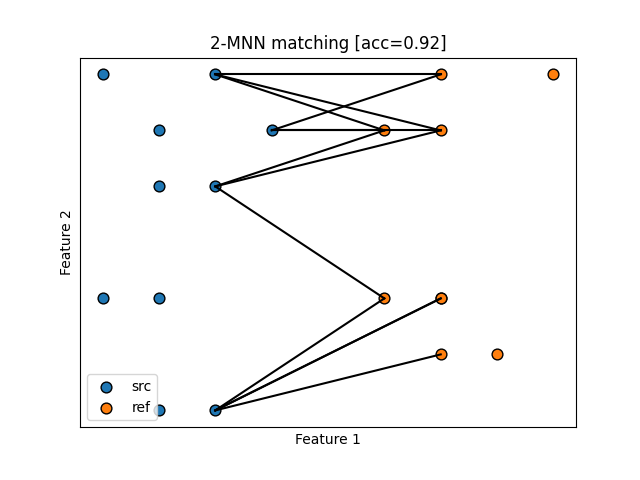 2-MNN matching [acc=0.92]
Feature 2
src
ref
Feature 1